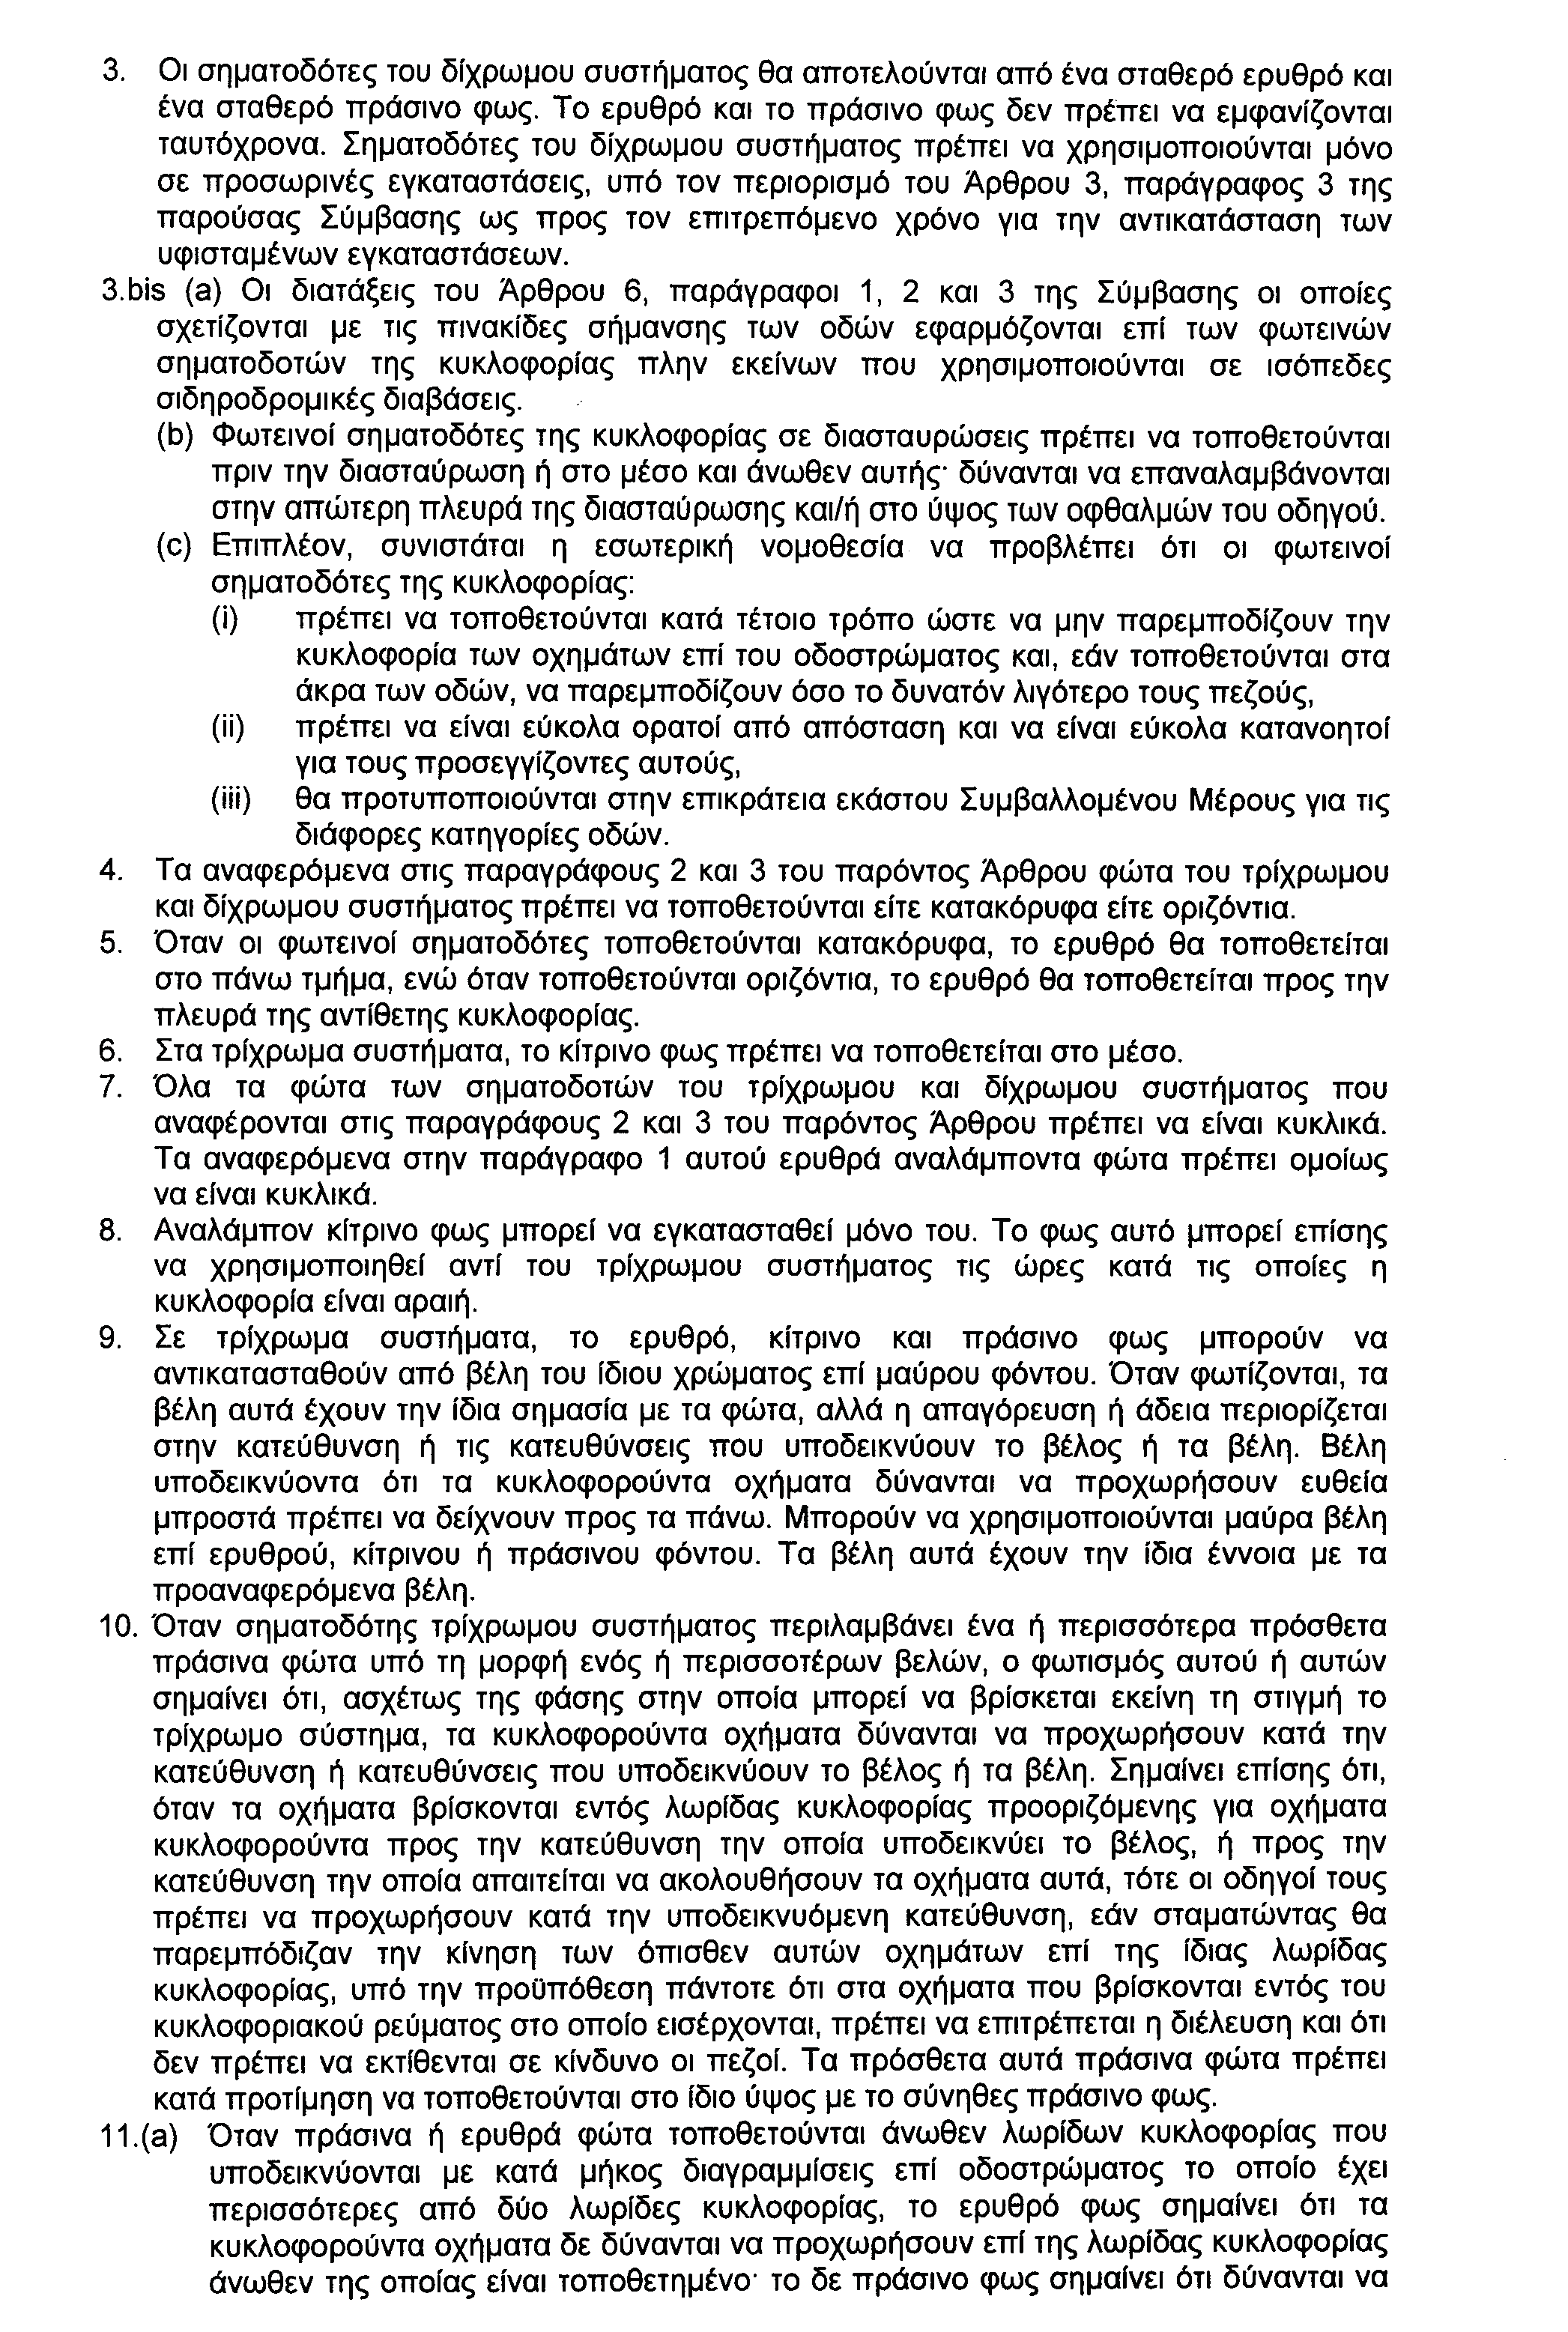 3. Οι σηματοδότες του δίχρωμου συστήματος θα αποτελούνται από ένα σταθερό ερυθρό και
ένα σταθερό πράσινο φως. Το ερυθρό και το πράσινο φως δεν πρέπει να εμφανίζονται
ταυτόχρονα. Σηματοδότες του δίχρωμου συστήματος πρέπει να χρησιμοποιούνται μόνο
σε προσωρινές εγκαταστάσεις, υπό τον περιορισμό του Άρθρου 3, παράγραφος 3 της
παρούσας Σύμβασης ως προς τον επιτρεπόμενο χρόνο για την αντικατάσταση των
υφισταμένων εγκαταστάσεων.
3.bis (a) Οι διατάξεις του Άρθρου 6, παράγραφοι 1, 2 και 3 της Σύμβασης οι οποίες
σχετίζονται με τις πινακίδες σήμανσης των οδών εφαρμόζονται επί των φωτεινών
σηματοδοτών της κυκλοφορίας πλην εκείνων που χρησιμοποιούνται σε ισόπεδες
σιδηροδρομικές διαβάσεις.
(b) Φωτεινοί σηματοδότες της κυκλοφορίας σε διασταυρώσεις πρέπει να τοποθετούνται
πριν την διασταύρωση ή στο μέσο και άνωθεν αυτής· δύνανται να επαναλαμβάνονται
στην απώτερη πλευρά της διασταύρωσης και/ή στο ύψος των οφθαλμών του οδηγού.
(c) Επιπλέον, συνιστάται η εσωτερική νομοθεσία να προβλέπει ότι οι φωτεινοί
σηματοδότες της κυκλοφορίας:
(i) πρέπει να τοποθετούνται κατά τέτοιο τρόπο ώστε να μην παρεμποδίζουν την
κυκλοφορία των οχημάτων επί του οδοστρώματος και, εάν τοποθετούνται στα
άκρα των οδών, να παρεμποδίζουν όσο το δυνατόν λιγότερο τους πεζούς,
(ii) πρέπει να είναι εύκολα ορατοί από απόσταση και να είναι εύκολα κατανοητοί
για τους προσεγγίζοντες αυτούς,
(iii) θα προτυποποιούνται στην επικράτεια εκάστου Συμβαλλομένου Μέρους για τις
διάφορες κατηγορίες οδών.
4. Τα αναφερόμενα στις παραγράφους 2 και 3 του παρόντος Άρθρου φώτα του τρίχρωμου
και δίχρωμου συστήματος πρέπει να τοποθετούνται είτε κατακόρυφα είτε οριζόντια.
5. Όταν οι φωτεινοί σηματοδότες τοποθετούνται κατακόρυφα, το ερυθρό θα τοποθετείται
στο πάνω τμήμα, ενώ όταν τοποθετούνται οριζόντια, το ερυθρό θα τοποθετείται προς την
πλευρά της αντίθετης κυκλοφορίας.
6. Στα τρίχρωμα συστήματα, το κίτρινο φως πρέπει να τοποθετείται στο μέσο.
7. Όλα τα φώτα των σηματοδοτών του τρίχρωμου και δίχρωμου συστήματος που
αναφέρονται στις παραγράφους 2 και 3 του παρόντος Άρθρου πρέπει να είναι κυκλικά.
Τα αναφερόμενα στην παράγραφο 1 αυτού ερυθρά αναλάμποντα φώτα πρέπει ομοίως
να είναι κυκλικά.
8. Αναλάμπον κίτρινο φως μπορεί να εγκατασταθεί μόνο του. Το φως αυτό μπορεί επίσης
να χρησιμοποιηθεί αντί του τρίχρωμου συστήματος τις ώρες κατά τις οποίες η
κυκλοφορία είναι αραιή.
9. Σε τρίχρωμα συστήματα, το ερυθρό, κίτρινο και πράσινο φως μπορούν να
αντικατασταθούν από βέλη του ίδιου χρώματος επί μαύρου φόντου. Όταν φωτίζονται, τα
βέλη αυτά έχουν την ίδια σημασία με τα φώτα, αλλά η απαγόρευση ή άδεια περιορίζεται
στην κατεύθυνση ή τις κατευθύνσεις που υποδεικνύουν το βέλος ή τα βέλη. Βέλη
υποδεικνύοντα ότι τα κυκλοφορούντα οχήματα δύνανται να προχωρήσουν ευθεία
μπροστά πρέπει να δείχνουν προς τα πάνω. Μπορούν να χρησιμοποιούνται μαύρα βέλη
επί ερυθρού, κίτρινου ή πράσινου φόντου. Τα βέλη αυτά έχουν την ίδια έννοια με τα
προαναφερόμενα βέλη.
10. Όταν σηματοδότης τρίχρωμου συστήματος περιλαμβάνει ένα ή περισσότερα πρόσθετα
πράσινα φώτα υπό τη μορφή ενός ή περισσοτέρων βελών, ο φωτισμός αυτού ή αυτών
σημαίνει ότι, ασχέτως της φάσης στην οποία μπορεί να βρίσκεται εκείνη τη στιγμή το
τρίχρωμο σύστημα, τα κυκλοφορούντα οχήματα δύνανται να προχωρήσουν κατά την
κατεύθυνση ή κατευθύνσεις που υποδεικνύουν το βέλος ή τα βέλη. Σημαίνει επίσης ότι,
όταν τα οχήματα βρίσκονται εντός λωρίδας κυκλοφορίας προοριζόμενης για οχήματα
κυκλοφορούντα προς την κατεύθυνση την οποία υποδεικνύει το βέλος, ή προς την
κατεύθυνση την οποία απαιτείται να ακολουθήσουν τα οχήματα αυτά, τότε οι οδηγοί τους
πρέπει να προχωρήσουν κατά την υποδεικνυόμενη κατεύθυνση, εάν σταματώντας θα
παρεμπόδιζαν την κίνηση των όπισθεν αυτών οχημάτων επί της ίδιας λωρίδας
κυκλοφορίας, υπό την προϋπόθεση πάντοτε ότι στα οχήματα που βρίσκονται εντός του
κυκλοφοριακού ρεύματος στο οποίο εισέρχονται, πρέπει να επιτρέπεται η διέλευση και ότι
δεν πρέπει να εκτίθενται σε κίνδυνο οι πεζοί. Τα πρόσθετα αυτά πράσινα φώτα πρέπει
κατά προτίμηση να τοποθετούνται στο ίδιο ύψος με το σύνηθες πράσινο φως.
11.(a) Όταν πράσινα ή ερυθρά φώτα τοποθετούνται άνωθεν λωρίδων κυκλοφορίας που
υποδεικνύονται με κατά μήκος διαγραμμίσεις επί οδοστρώματος το οποίο έχει
περισσότερες από δύο λωρίδες κυκλοφορίας, το ερυθρό φως σημαίνει ότι τα
κυκλοφορούντα οχήματα δε δύνανται να προχωρήσουν επί της λωρίδας κυκλοφορίας
άνωθεν της οποίας είναι τοποθετημένο· το δε πράσινο φως σημαίνει ότι δύνανται να